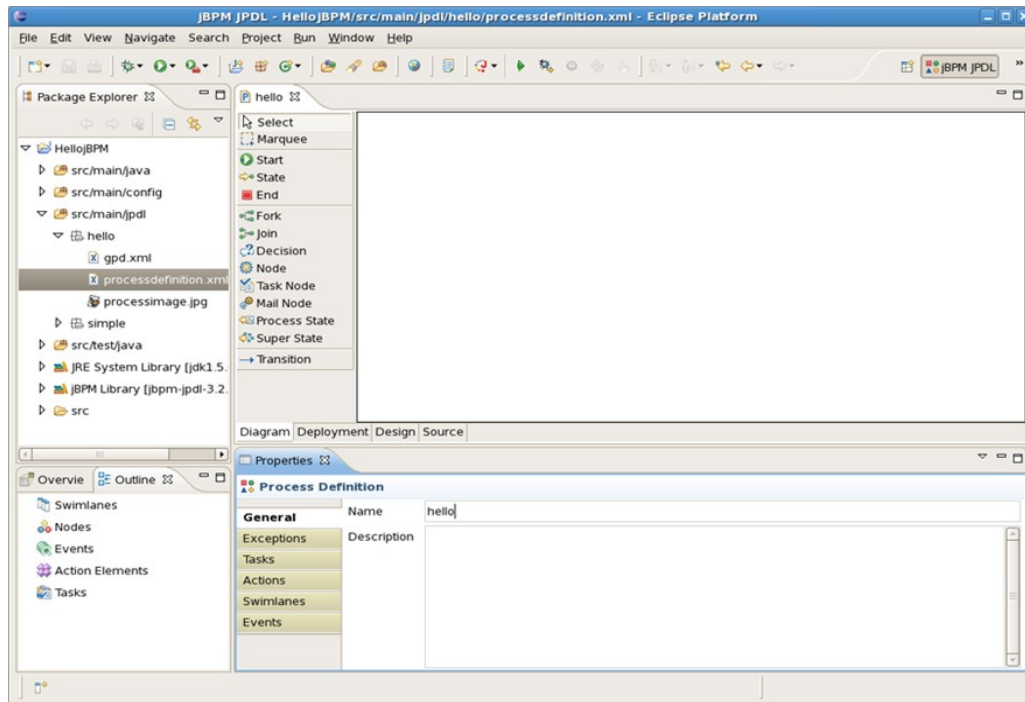 jBPM JPDL - HellojBPM/src/main/jpdl/hello/processdefinition.xml - Eclipse Platform
File Edit View Navigate Search Project Run Window Help
jBPM JPDL »
Package Explorer
HellojBPM
src/main/java
src/main/config
src/main/jpdl
hello
gpd.xml
processdefinition.xml
processimage.jpg
simple
src/test/java
JRE System Library [jdk1.5.
jBPM Library [jbpm-jpdl-3.2.
src
hello
Select
Marquee
Start
State
End
Fork
Join
Decision
Node
Task Node
Mail Node
Process State
Super State
Transition
Diagram Deployment Design Source
Overvie Outline
Swimlanes
Nodes
Events
Action Elements
Tasks
Properties
Process Definition
General
Exceptions
Tasks
Actions
Swimlanes
Events
Name hello
Description